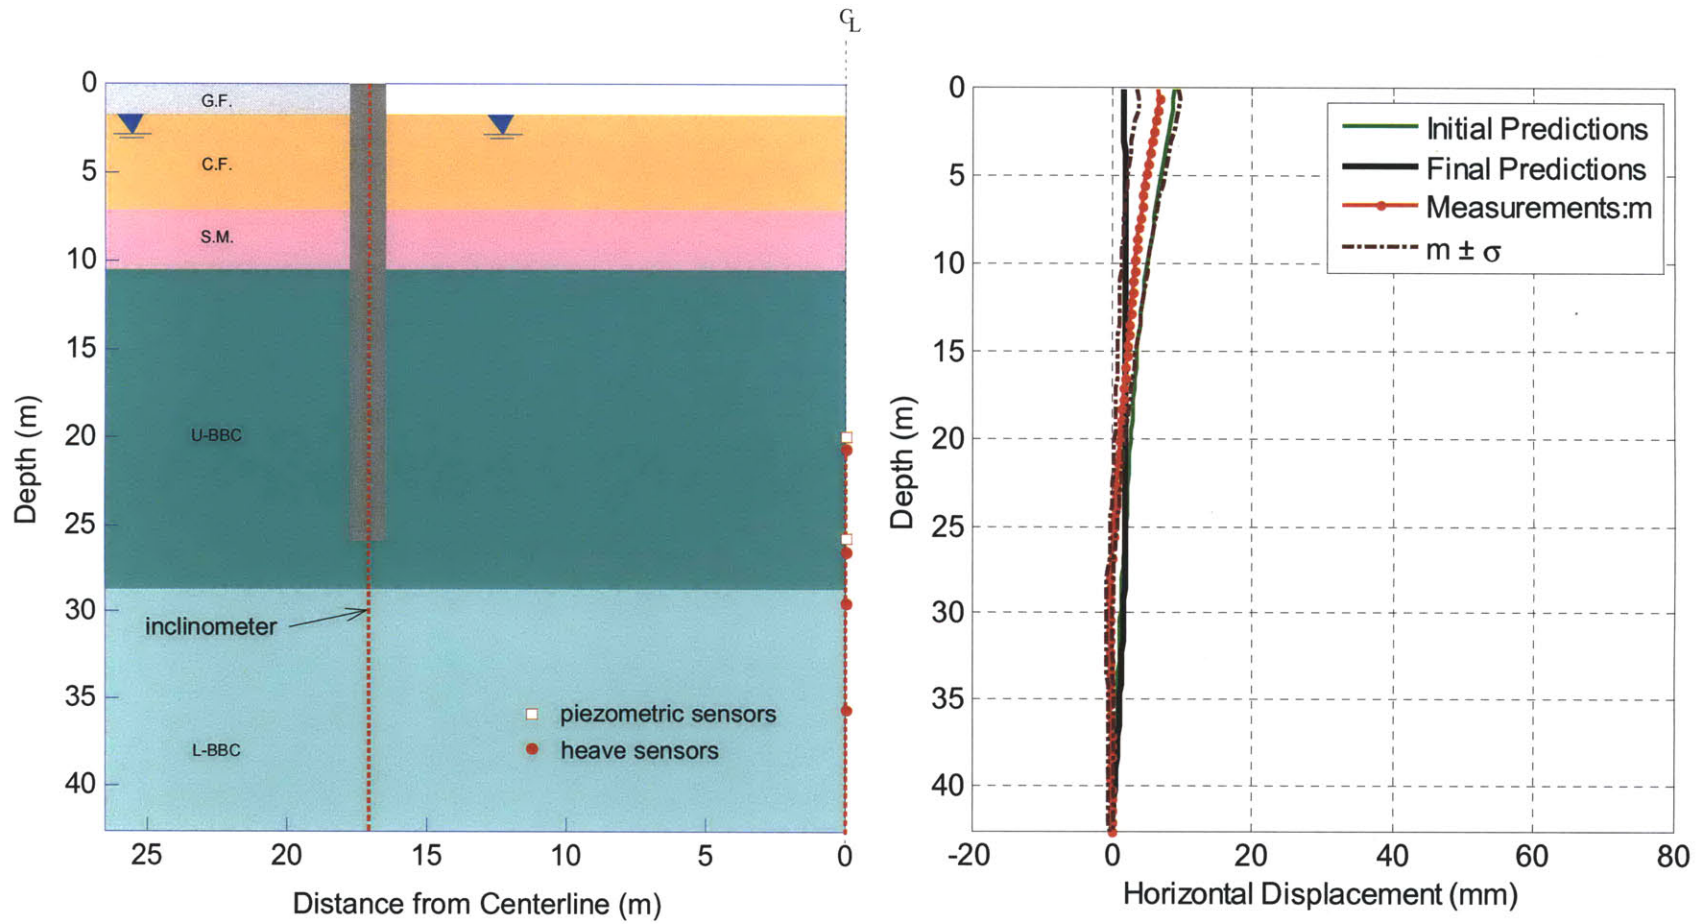 ℄
0
5
10
15
20
25
30
35
40
Depth (m)
G.F.
C.F.
S.M.
U-BBC
inclinometer
L-BBC
piezometric sensors
heave sensors
25
20
15
10
5
0
Distance from Centerline (m)
0
5
10
15
20
25
30
35
40
Depth (m)
Initial Predictions
Final Predictions
Measurements:m
m ± σ
-20
0
20
40
60
80
Horizontal Displacement (mm)